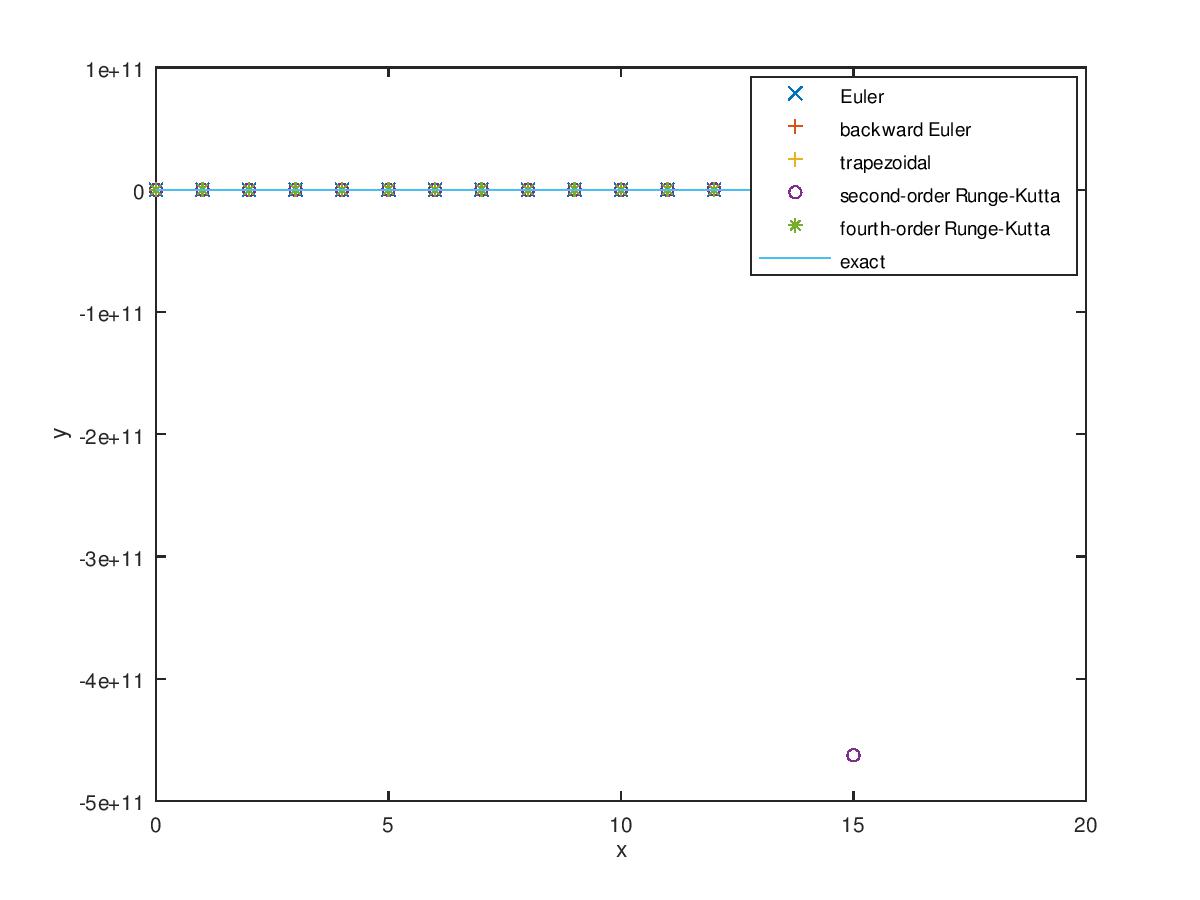 1e+11
0
-1e+11
-2e+11
-3e+11
-4e+11
-5e+11
y
0 5 10 15 20
x
Euler
backward Euler
trapezoidal
second-order Runge-Kutta
fourth-order Runge-Kutta
exact